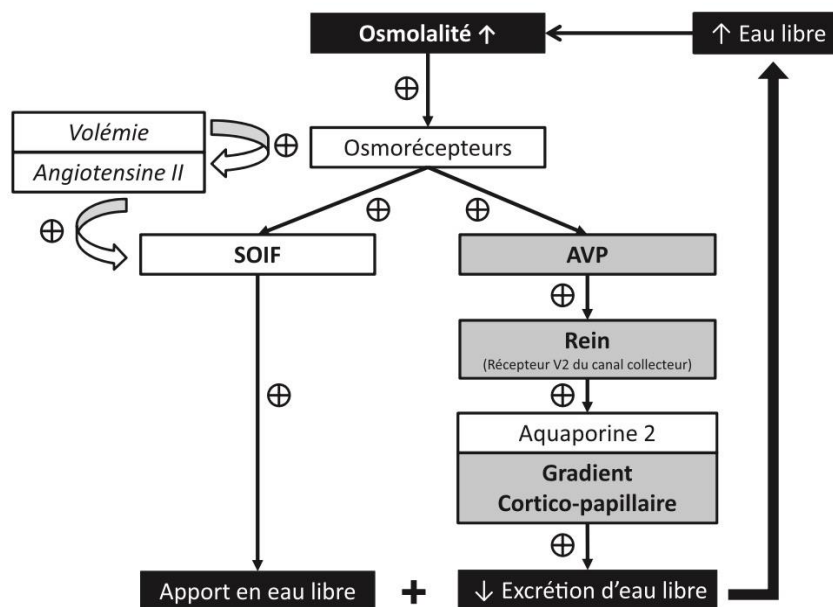 Osmolalité ↑
↑ Eau libre
⊕
Volémie
⊕
Osmorécepteurs
Angiotensine II
⊕
⊕
⊕
SOIF
AVP
⊕
Rein
(Récepteur V2 du canal collecteur)
⊕
⊕
Aquaporine 2
Gradient
Cortico-papillaire
⊕
Apport en eau libre
+
↓ Excrétion d'eau libre